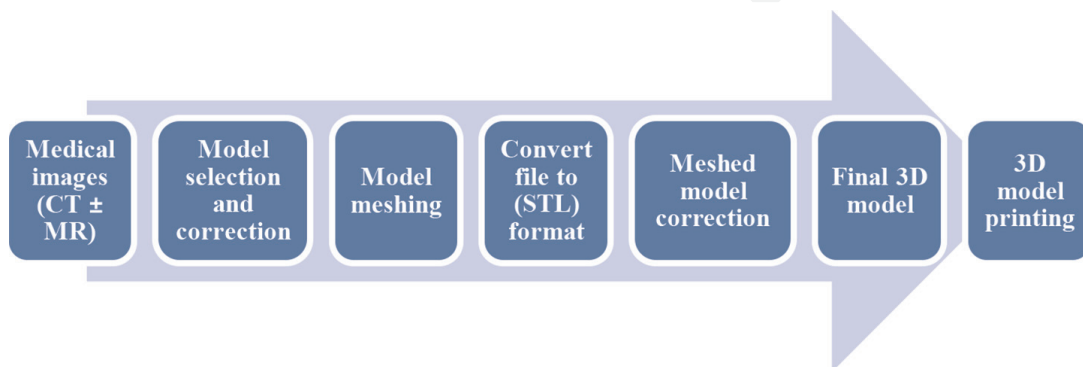 Medical
images
(CT ±
MR)
Model
selection
and
correction
Model
meshing
Convert
file to
(STL)
format
Meshed
model
correction
Final 3D
model
3D
model
printing